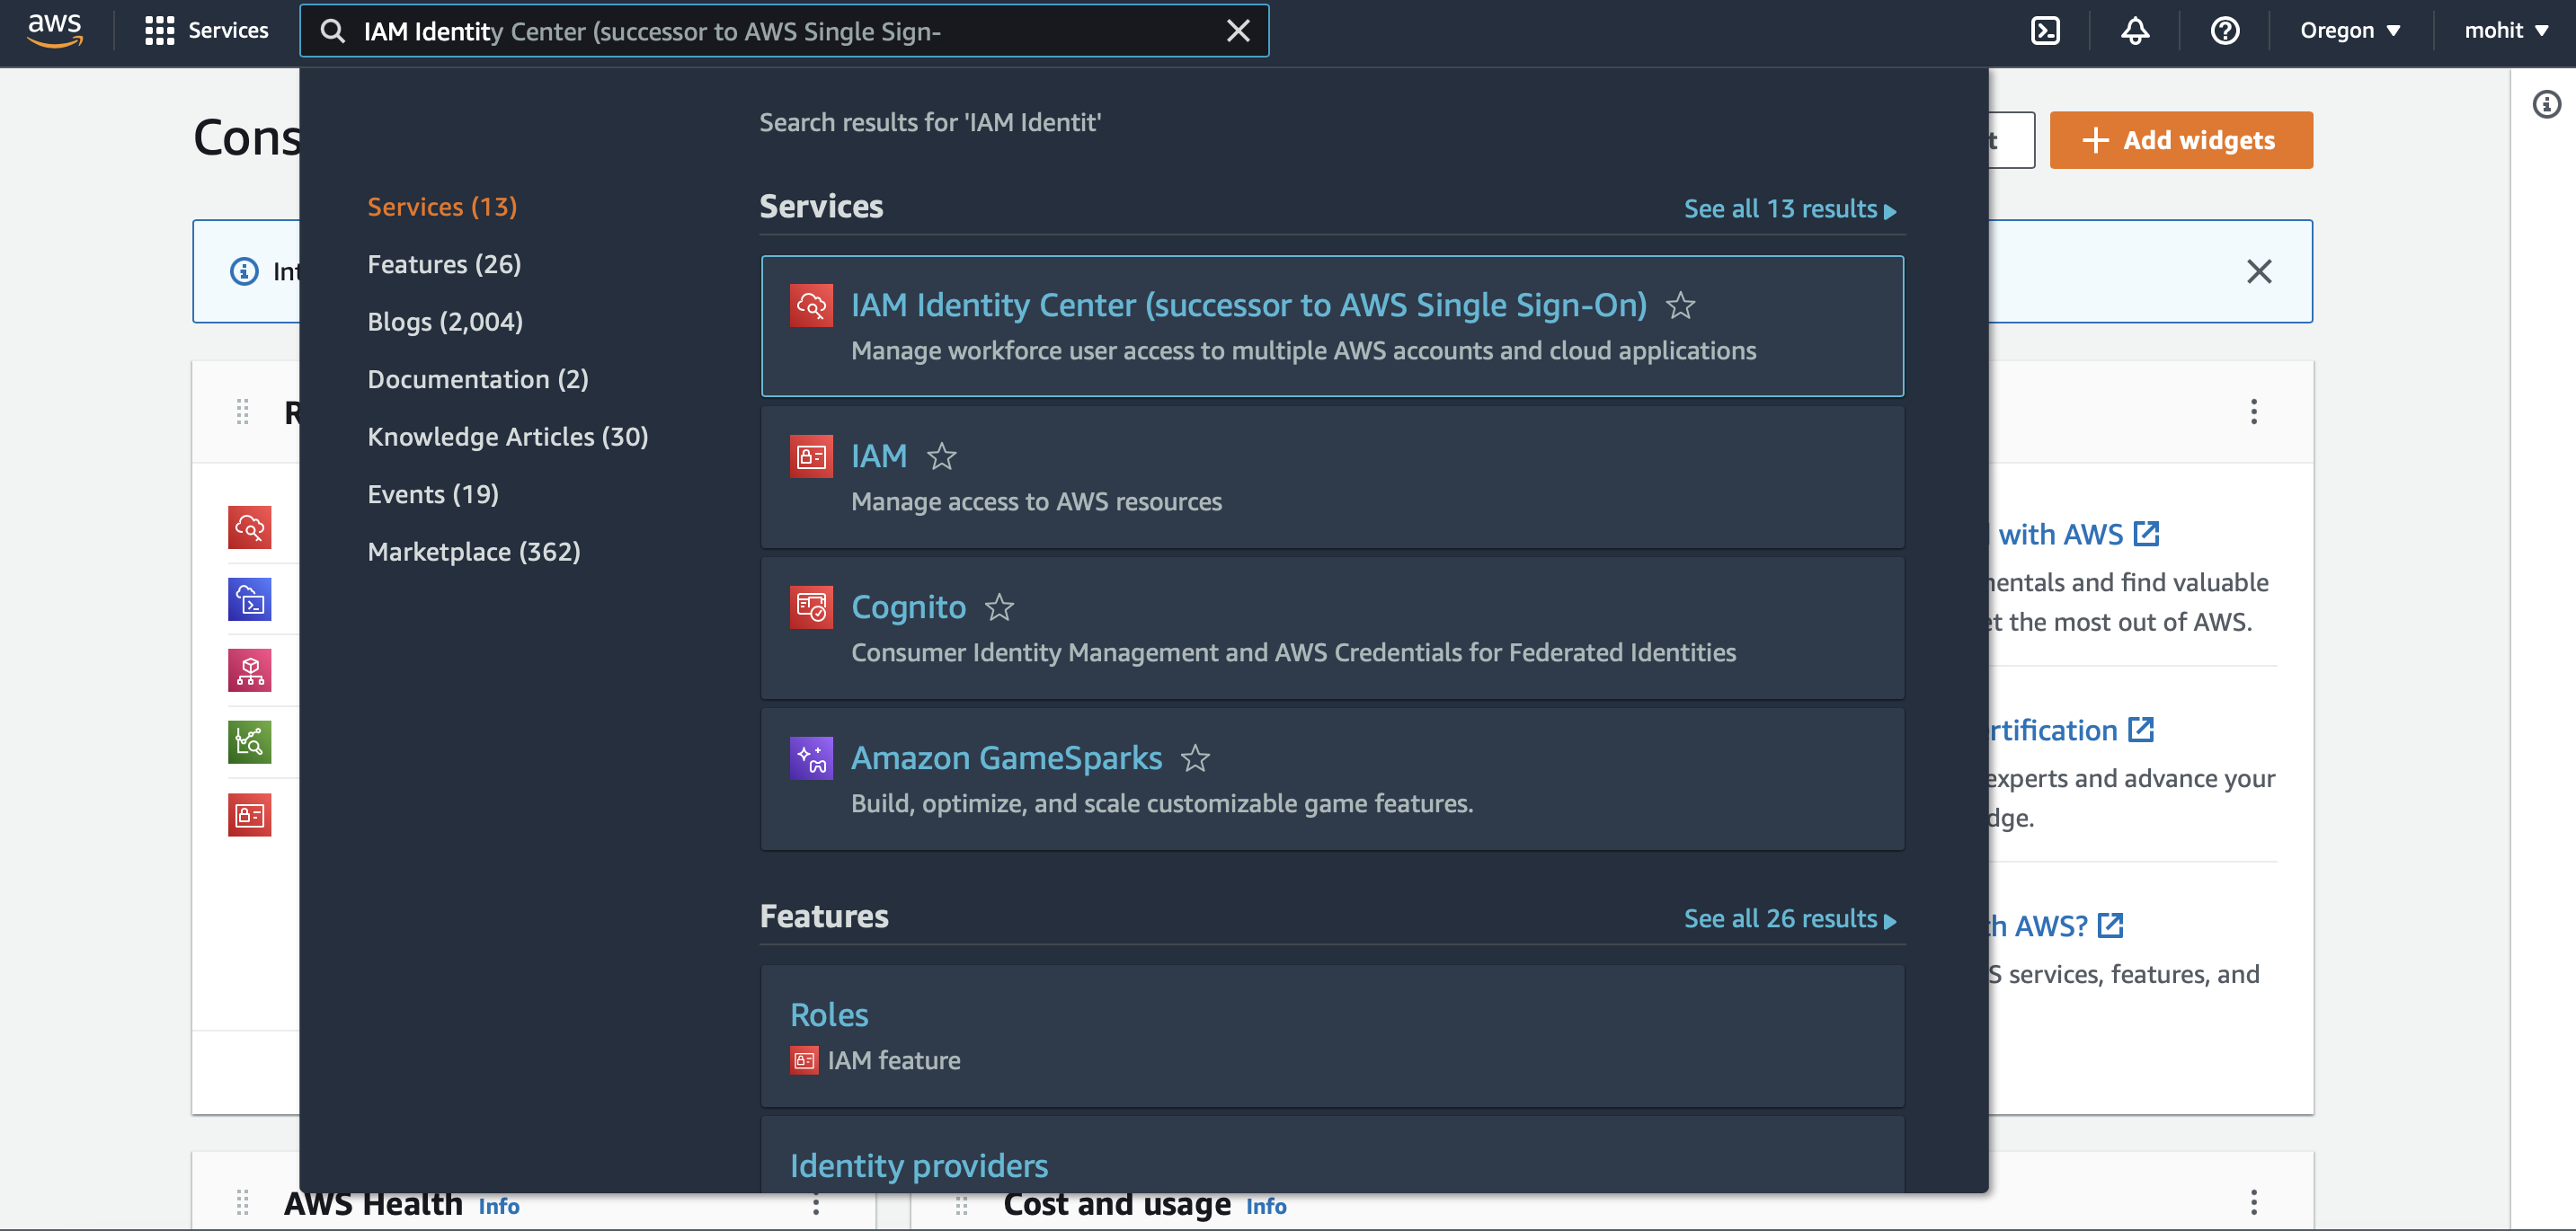 aws
Services
IAM Identity Center (successor to AWS Single Sign-
Oregon
mohit
Search results for 'IAM Identit'
Services (13)
Features (26)
Blogs (2,004)
Documentation (2)
Knowledge Articles (30)
Events (19)
Marketplace (362)
Services
See all 13 results
IAM Identity Center (successor to AWS Single Sign-On)
Manage workforce user access to multiple AWS accounts and cloud applications
IAM
Manage access to AWS resources
Cognito
Consumer Identity Management and AWS Credentials for Federated Identities
Amazon GameSparks
Build, optimize, and scale customizable game features.
Features
See all 26 results
Roles
IAM feature
Identity providers
Cons
Add widgets
with AWS
find valuable
the most out of AWS.
experts and advance your
AWS?
services, features, and
AWS Health Info
Cost and usage Info